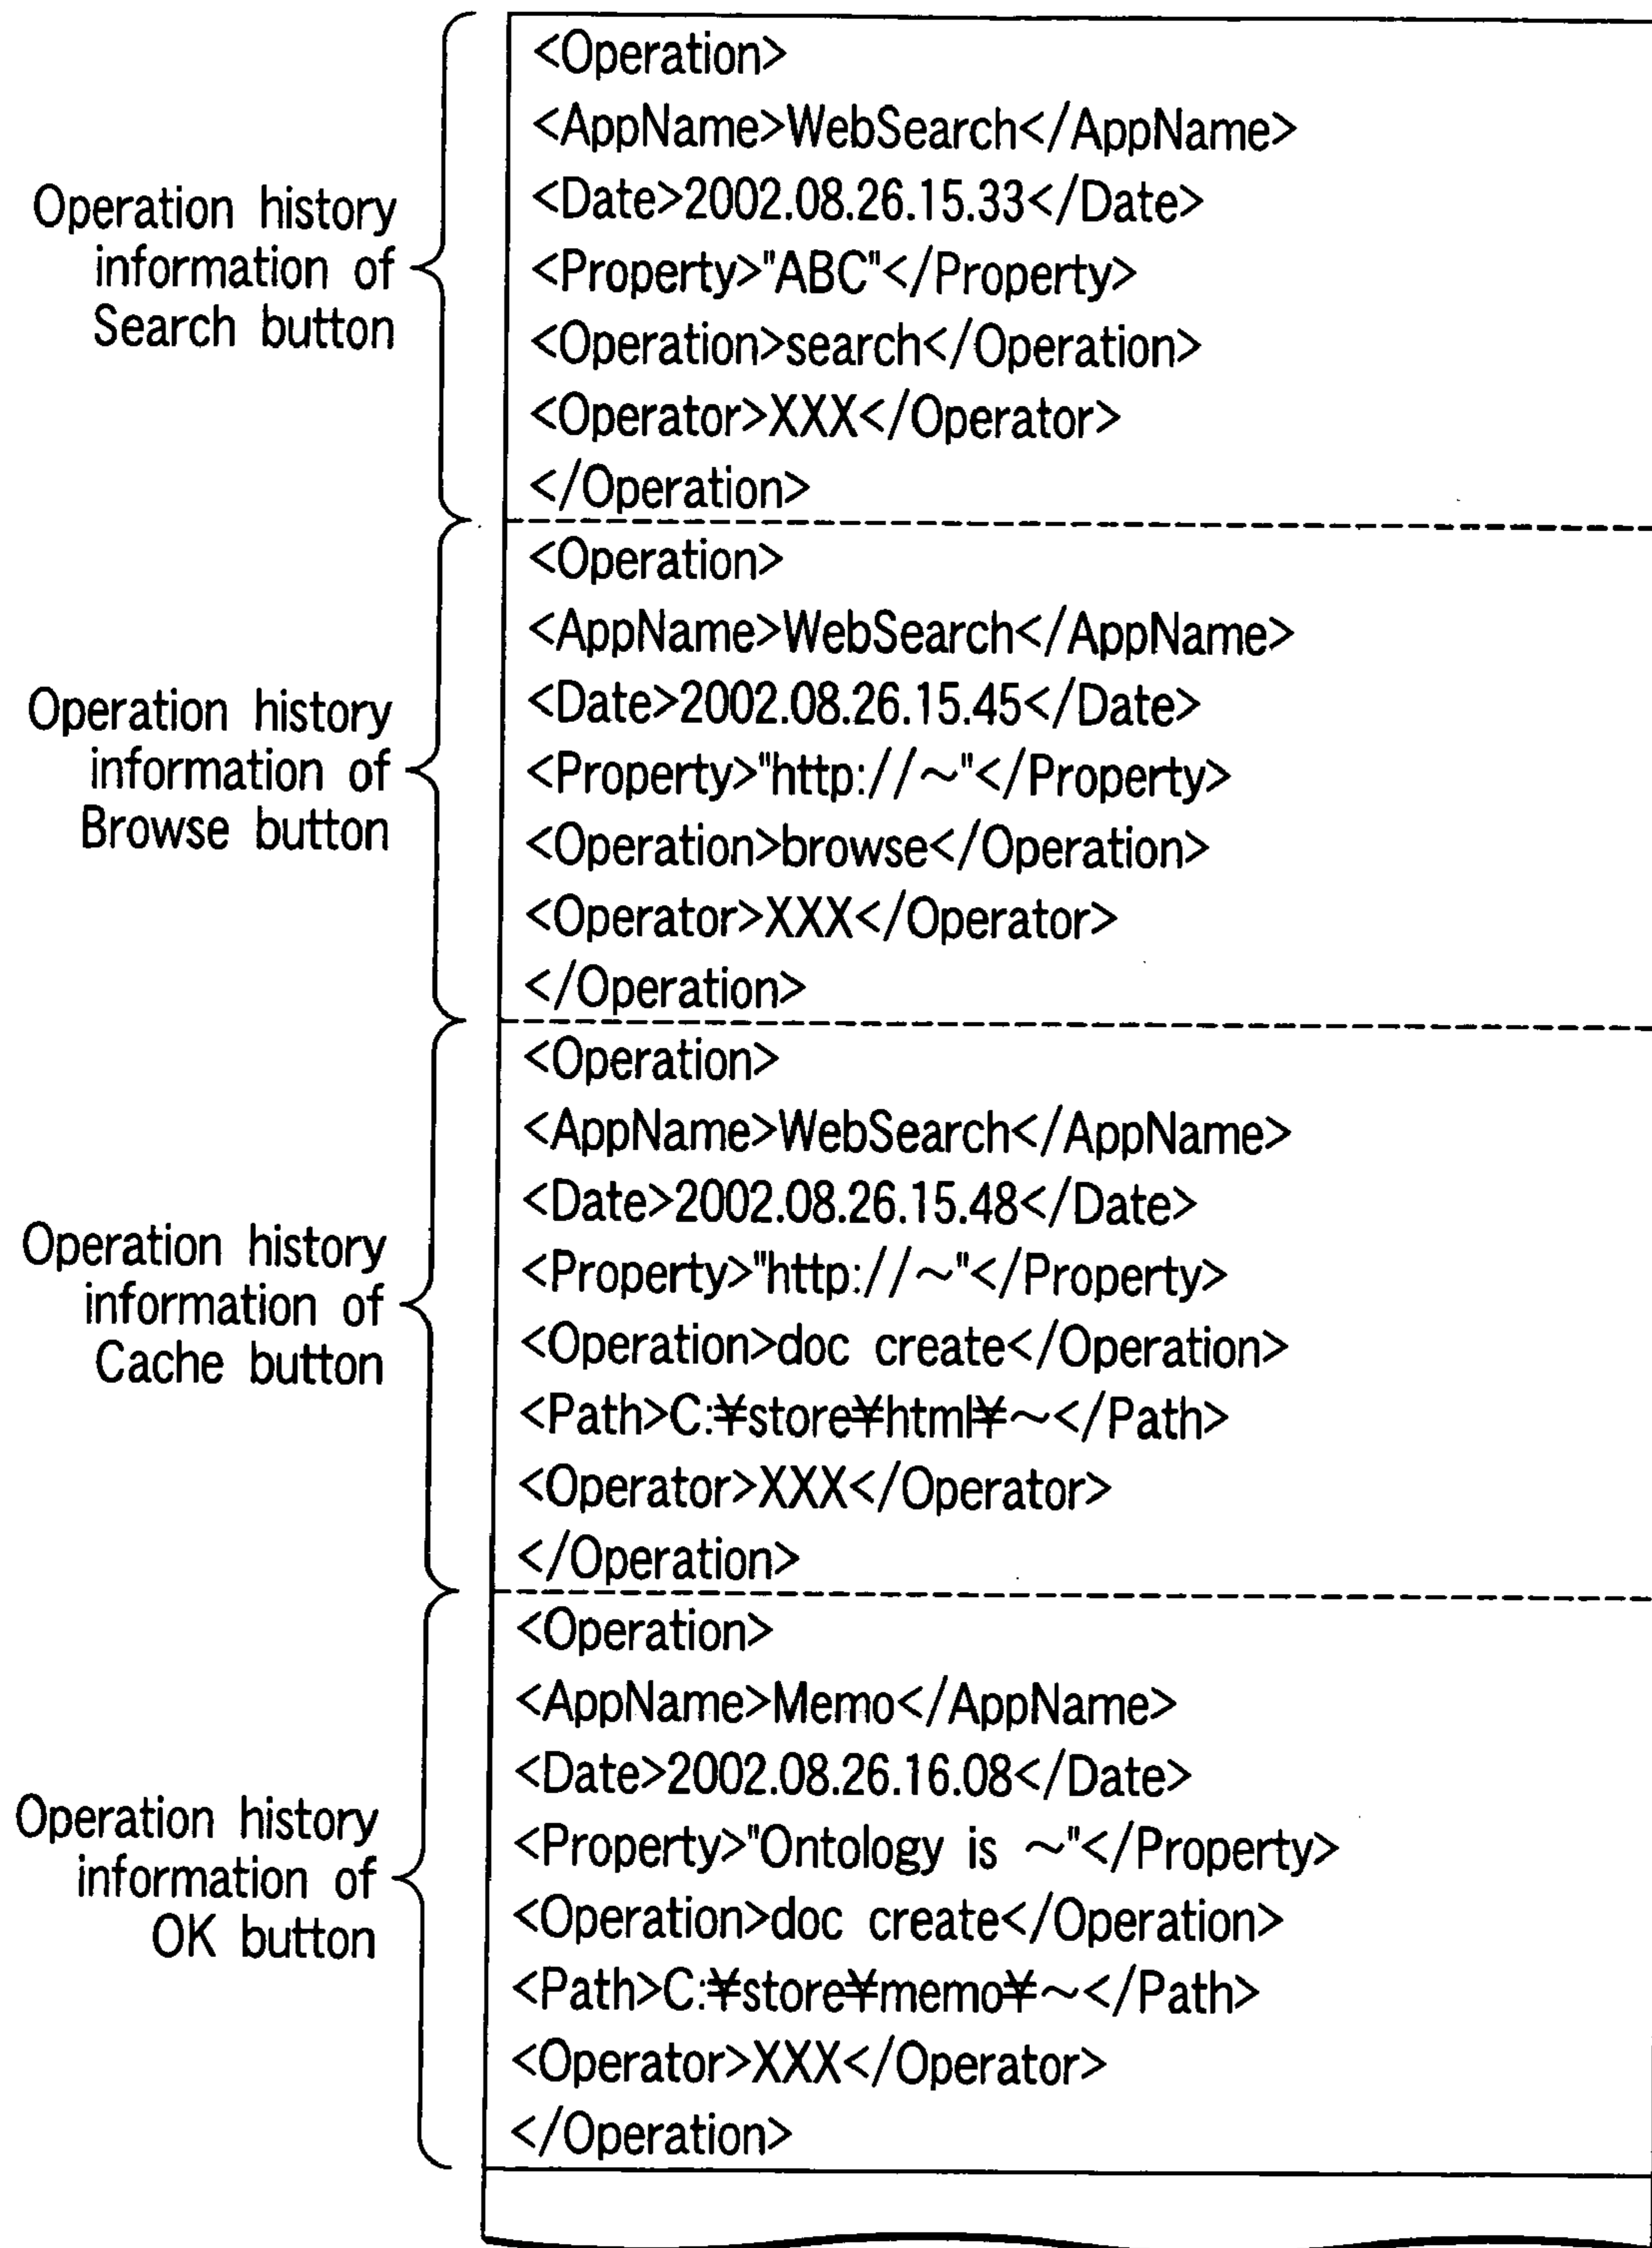 Operation history
information of
Search button
<Operation>
<AppName>WebSearch</AppName>
<Date>2002.08.26.15.33</Date>
<Property>"ABC"</Property>
<Operation>search</Operation>
<Operator>XXX</Operator>
</Operation>
Operation history
information of
Browse button
<Operation>
<AppName>WebSearch</AppName>
<Date>2002.08.26.15.45</Date>
<Property>"http://~"</Property>
<Operation>browse</Operation>
<Operator>XXX</Operator>
</Operation>
Operation history
information of
Cache button
<Operation>
<AppName>WebSearch</AppName>
<Date>2002.08.26.15.48</Date>
<Property>"http://~"</Property>
<Operation>doc create</Operation>
<Path>C:¥store¥html¥~</Path>
<Operator>XXX</Operator>
</Operation>
Operation history
information of
OK button
<Operation>
<AppName>Memo</AppName>
<Date>2002.08.26.16.08</Date>
<Property>"Ontology is ~"</Property>
<Operation>doc create</Operation>
<Path>C:¥store¥memo¥~</Path>
<Operator>XXX</Operator>
</Operation>